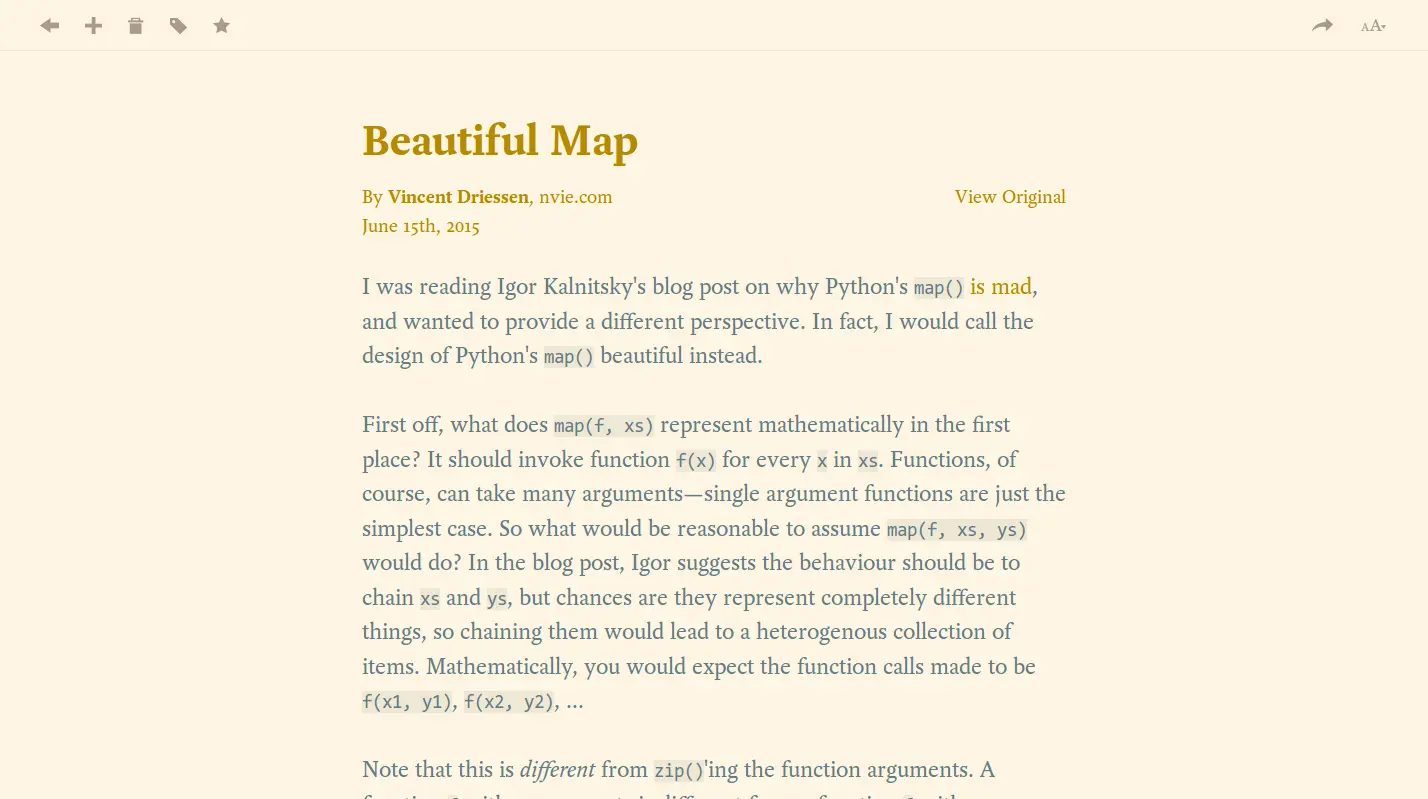 AA
Beautiful Map
By Vincent Driessen, nvie.com
View Original
June 15th, 2015
I was reading Igor Kalnitsky's blog post on why Python's map() is mad,
and wanted to provide a different perspective. In fact, I would call the
design of Python's map() beautiful instead.
First off, what does map(f, xs) represent mathematically in the first
place? It should invoke function f(x) for every x in xs. Functions, of
course, can take many arguments—single argument functions are just the
simplest case. So what would be reasonable to assume map(f, xs, ys)
would do? In the blog post, Igor suggests the behaviour should be to
chain xs and ys, but chances are they represent completely different
things, so chaining them would lead to a heterogenous collection of
items. Mathematically, you would expect the function calls made to be
f(x1, y1), f(x2, y2), ...
Note that this is different from zip()'ing the function arguments. A